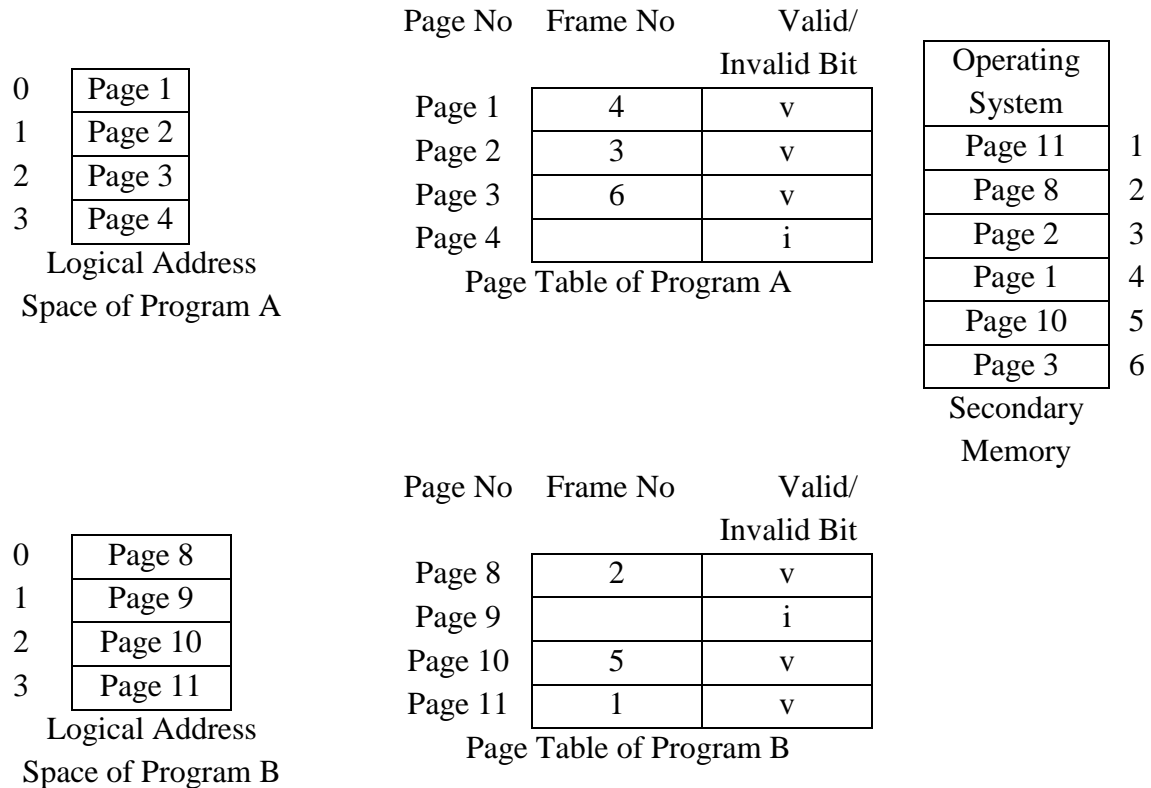 Page No Frame No Valid/
Invalid Bit
0 Page 1
1 Page 2
2 Page 3
3 Page 4
Logical Address
Space of Program A
Page 1 4 v
Page 2 3 v
Page 3 6 v
Page 4 i
Page Table of Program A
Operating
System
Page 11 1
Page 8 2
Page 2 3
Page 1 4
Page 10 5
Page 3 6
Secondary
Memory
Page No Frame No Valid/
Invalid Bit
0 Page 8
1 Page 9
2 Page 10
3 Page 11
Logical Address
Space of Program B
Page 8 2 v
Page 9 i
Page 10 5 v
Page 11 1 v
Page Table of Program B